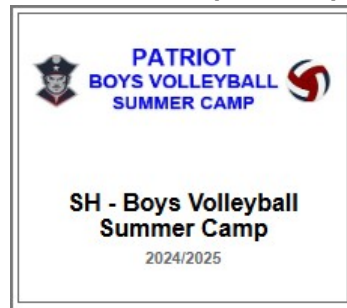 PATRIOT
BOYS VOLLEYBALL
SUMMER CAMP
SH - Boys Volleyball
Summer Camp
2024/2025